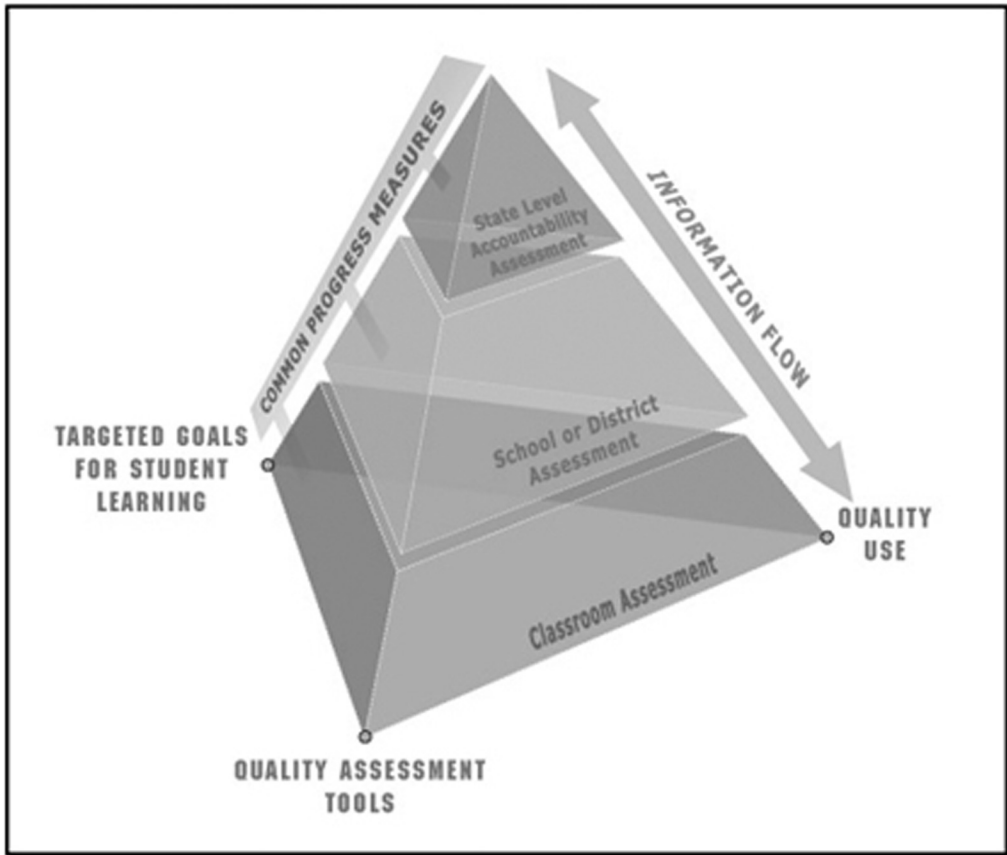 COMMON PROGRESS MEASURES
INFORMATION FLOW
State Level
Accountability
Assessment
School or District
Assessment
Classroom Assessment
TARGETED GOALS
FOR STUDENT
LEARNING
QUALITY
USE
QUALITY ASSESSMENT
TOOLS